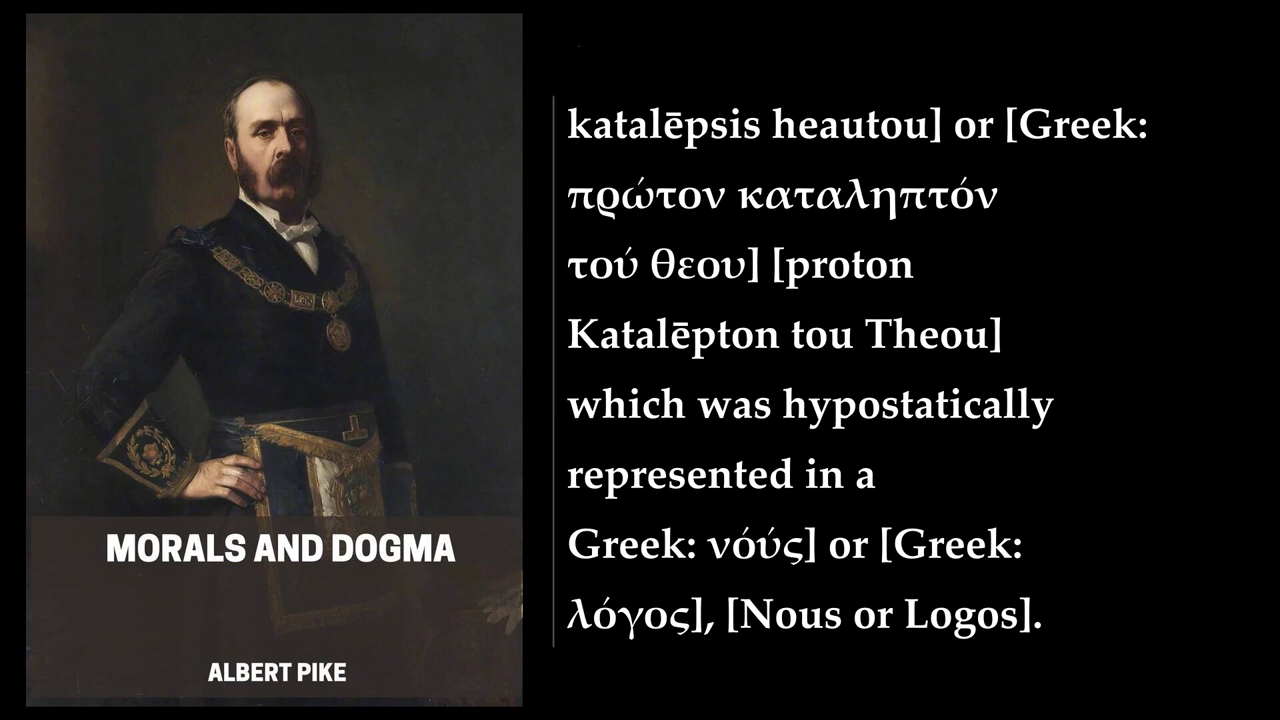 MORALS AND DOGMA
ALBERT PIKE
katalēpsis heautou] or [Greek:
πρώτον καταληπτόν
τού θεου] [proton
Katalēpton tou Theou]
which was hypostatically
represented in a
Greek: νόύς] or [Greek:
λόγος], [Nous or Logos].